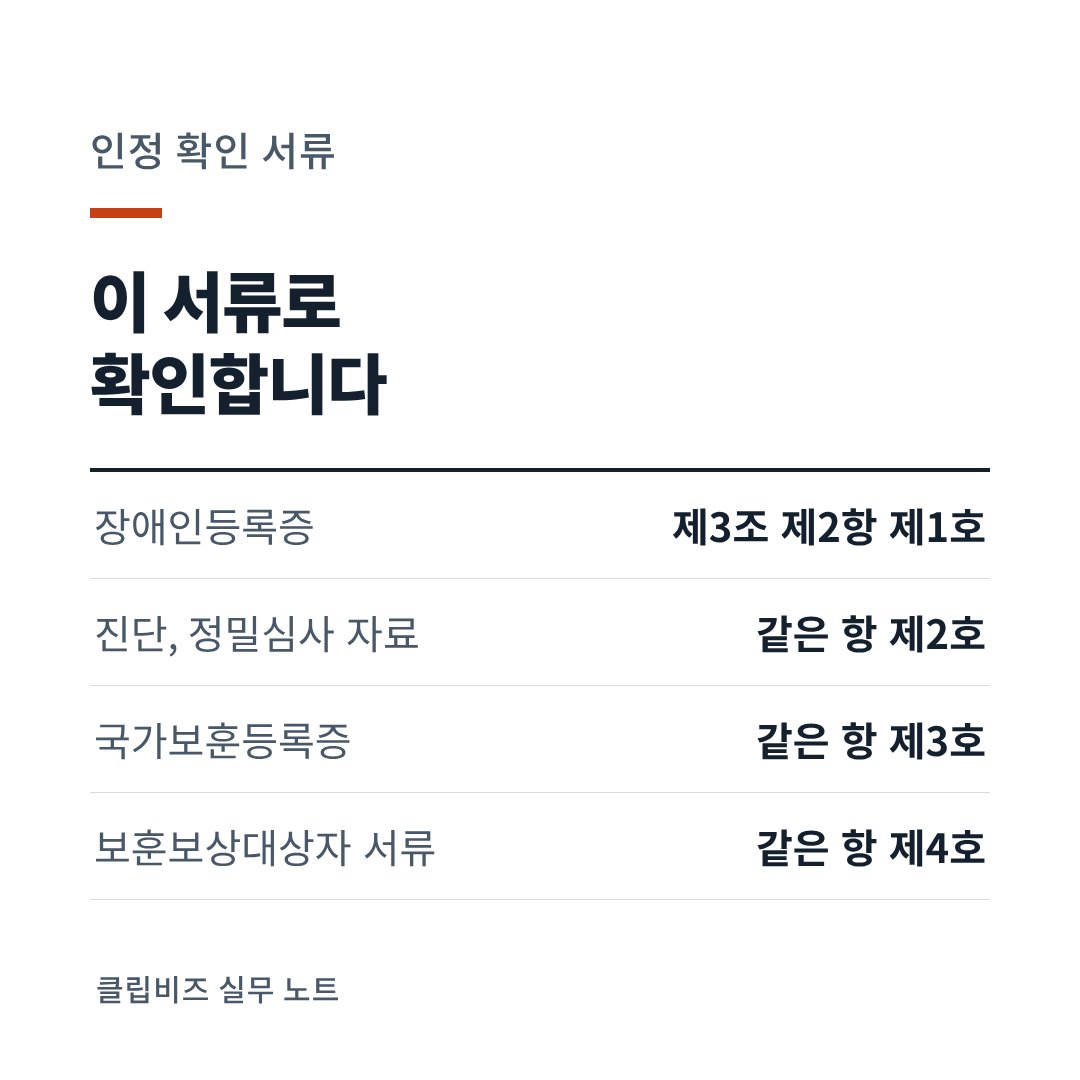 인정 확인 서류
이 서류로
확인합니다
장애인등록증 제3조 제2항 제1호
진단, 정밀심사 자료 같은 항 제2호
국가보훈등록증 같은 항 제3호
보훈보상대상자 서류 같은 항 제4호
클립비즈 실무 노트